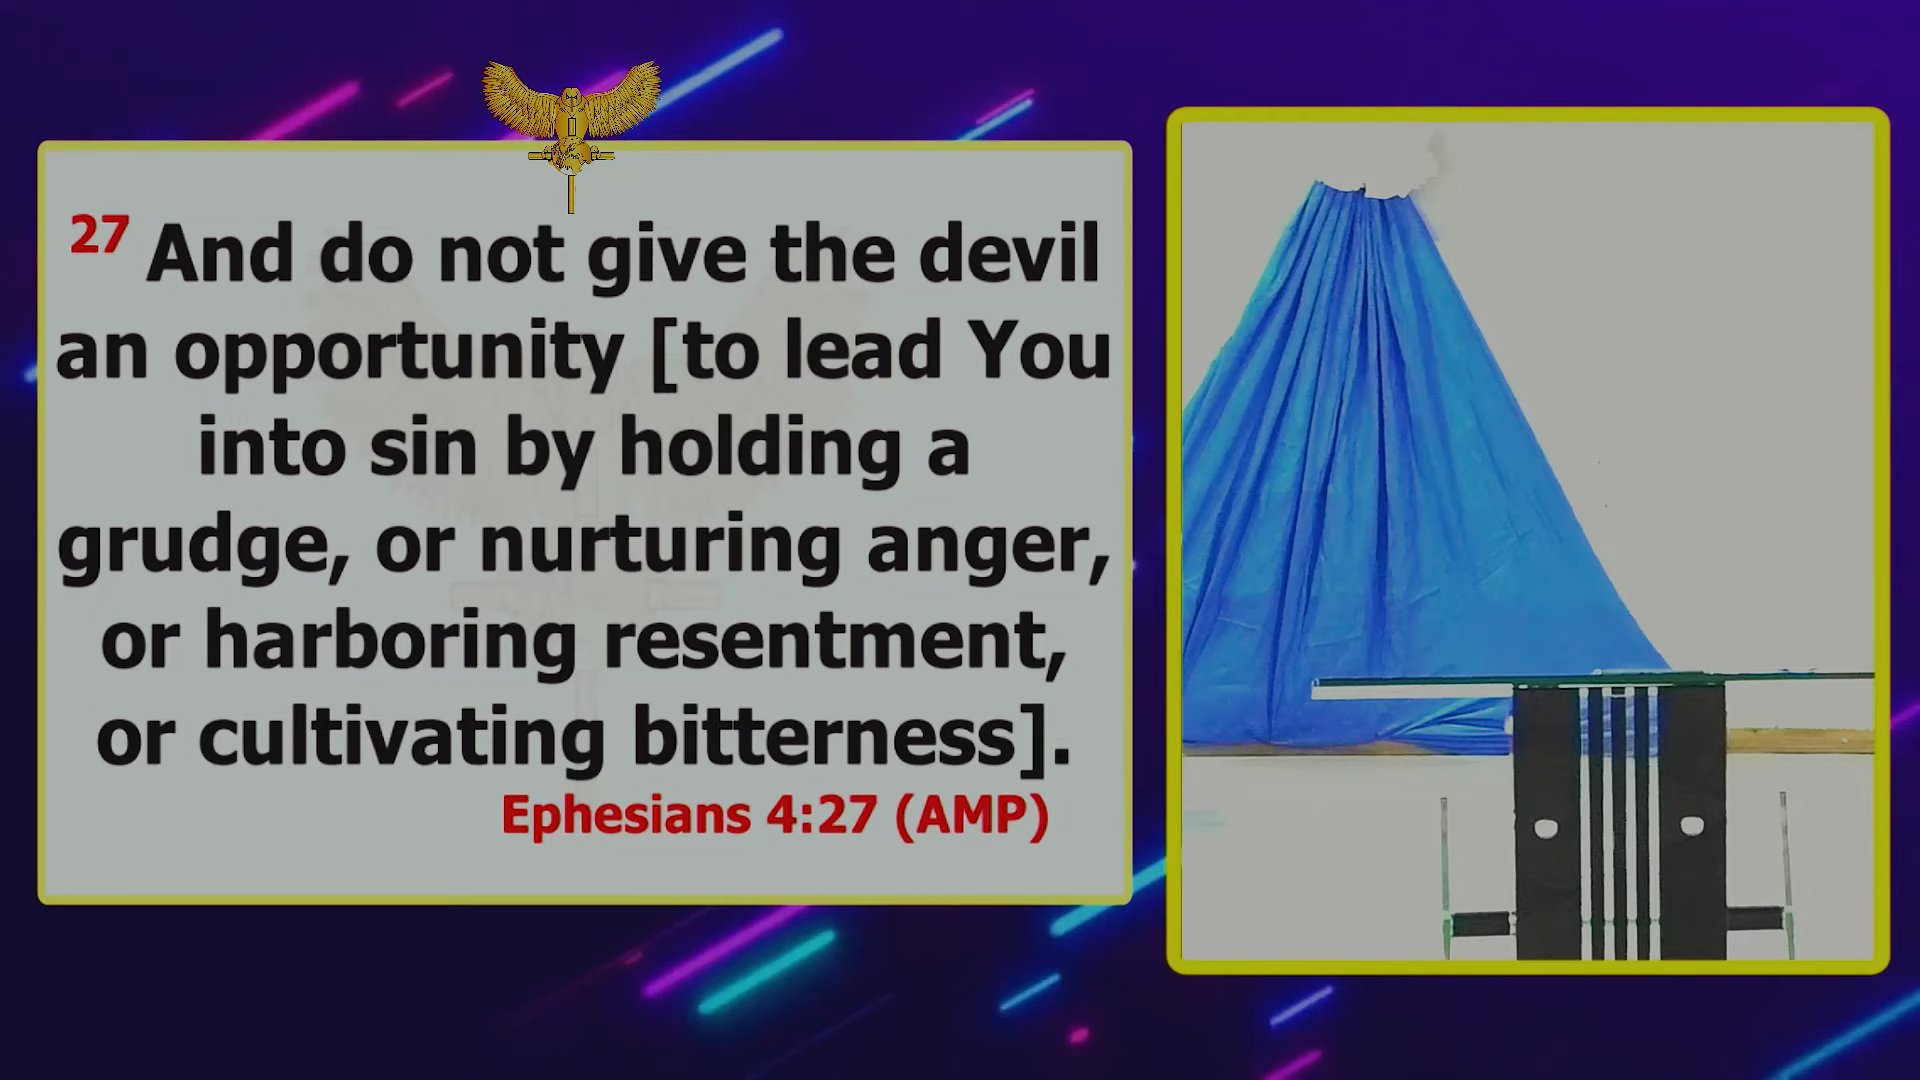 27 And do not give the devil
an opportunity [to lead You
into sin by holding a
grudge, or nurturing anger,
or harboring resentment,
or cultivating bitterness].
Ephesians 4:27 (AMP)